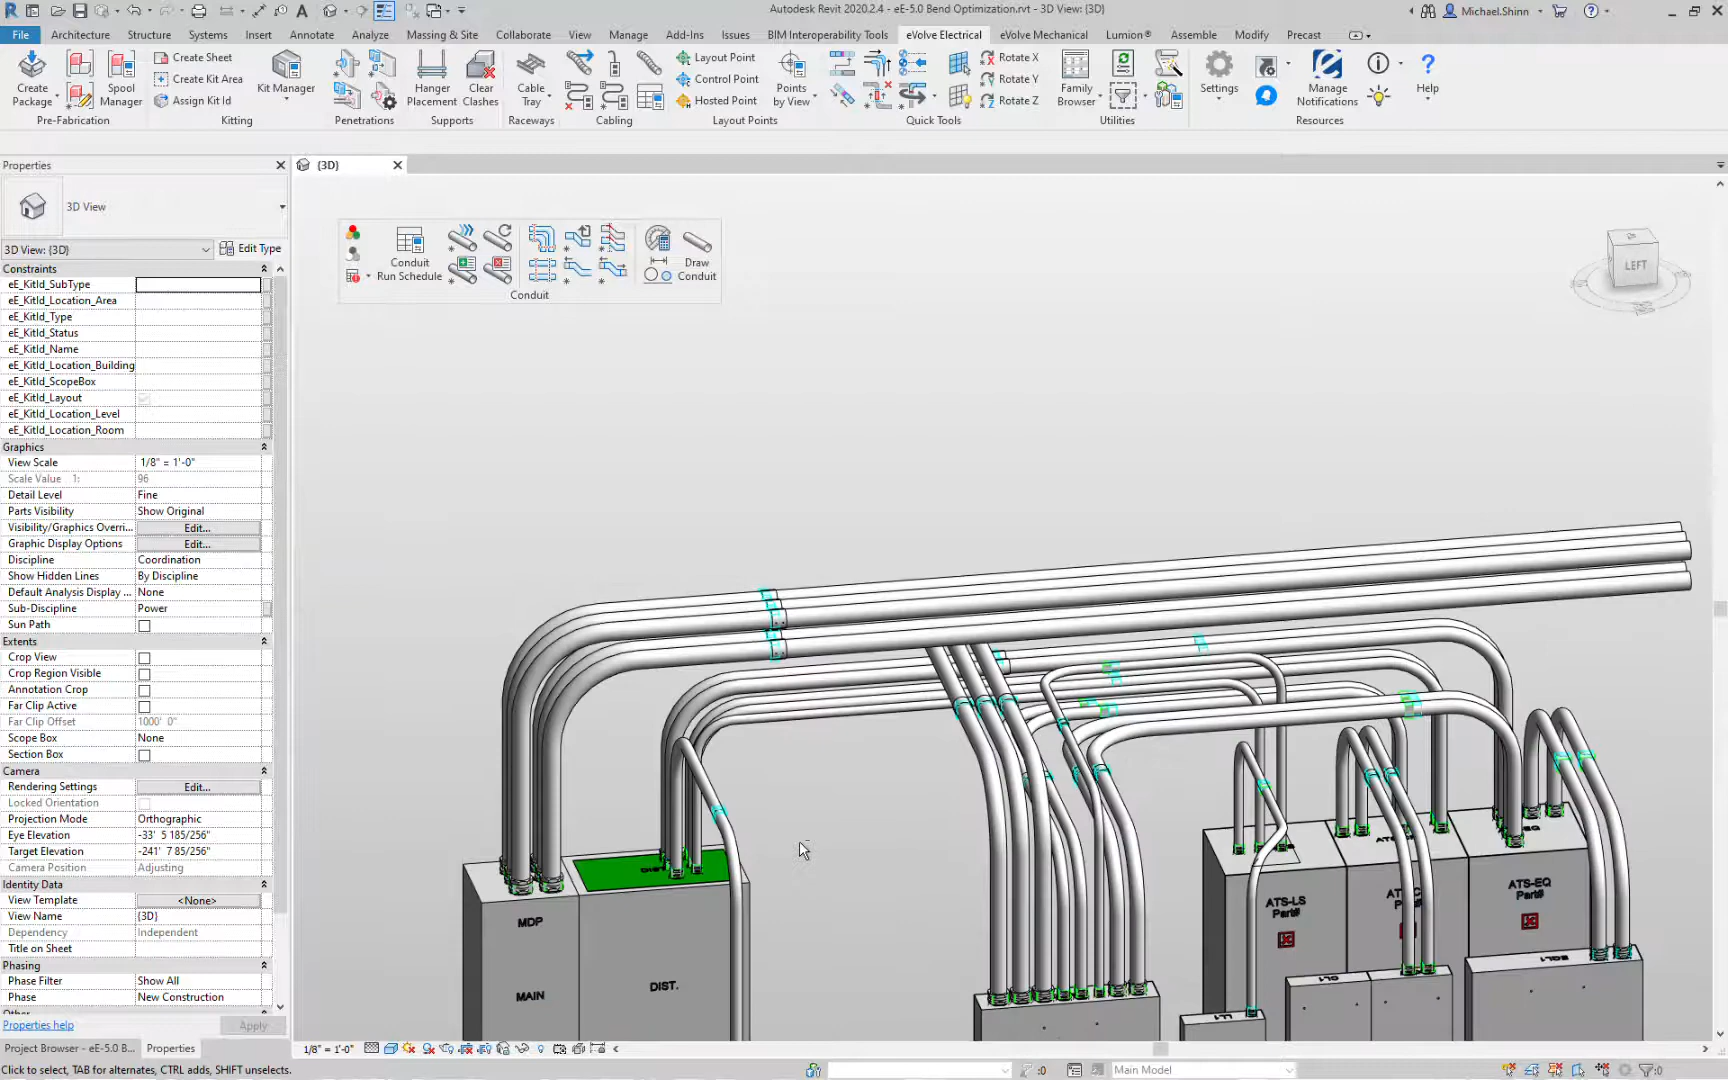 Autodesk Revit 2020.2.4 - eE-5.0 Bend Optimization.rvt - 3D View: {3D}
Michael.Shinn
File Architecture Structure Systems Insert Annotate Analyze Massing & Site Collaborate View Manage Add-Ins Issues BIM Interoperability Tools eVolve Electrical eVolve Mechanical Lumion® Assemble Modify Precast
Create Package
Spool Manager
Pre-Fabrication
Create Sheet
Create Kit Area
Assign Kit Id
Kit Manager
Kitting
Penetrations
Hanger Placement
Clear Clashes
Supports
Cable Tray
Raceways
Cabling
Layout Point
Control Point
Hosted Point
Points by View
Layout Points
Rotate X
Rotate Y
Rotate Z
Quick Tools
Family Browser
Utilities
Settings
Manage Notifications
Resources
Help
Properties
{3D}
3D View
3D View: {3D}
Edit Type
Constraints
eE_KitId_SubType
eE_KitId_Location_Area
eE_KitId_Type
eE_KitId_Status
eE_KitId_Name
eE_KitId_Location_Building
eE_KitId_ScopeBox
eE_KitId_Layout
eE_KitId_Location_Level
eE_KitId_Location_Room
Graphics
View Scale 1/8" = 1'-0"
Scale Value 1: 96
Detail Level Fine
Parts Visibility Show Original
Visibility/Graphics Overri... Edit...
Graphic Display Options Edit...
Discipline Coordination
Show Hidden Lines By Discipline
Default Analysis Display ... None
Sub-Discipline Power
Sun Path
Extents
Crop View
Crop Region Visible
Annotation Crop
Far Clip Active
Far Clip Offset 1000' 0"
Scope Box None
Section Box
Camera
Rendering Settings Edit...
Locked Orientation
Projection Mode Orthographic
Eye Elevation -33' 5 185/256"
Target Elevation -241' 7 85/256"
Camera Position Adjusting
Identity Data
View Template <None>
View Name {3D}
Dependency Independent
Title on Sheet
Phasing
Phase Filter Show All
Phase New Construction
Other
Properties help
Apply
Project Browser - eE-5.0 B...
Properties
Conduit Run Schedule
Draw Conduit
Conduit
LEFT
MDP
MAIN
DIST.
ATS-LS
Part#
ATS-EQ
Part#
1/8" = 1'-0"
Click to select, TAB for alternates, CTRL adds, SHIFT unselects.
:0
Main Model
:0